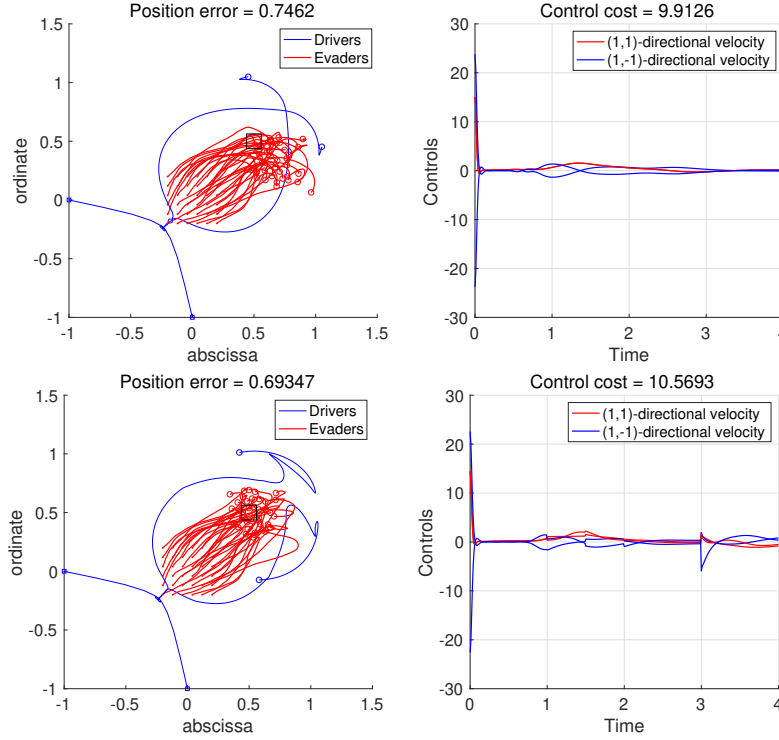 Position error = 0.7462
Drivers
Evaders
1.5
1
0.5
0
-0.5
-1
-1
-0.5
0
0.5
1
1.5
ordinate
abscissa
Control cost = 9.9126
(1,1)-directional velocity
(1,-1)-directional velocity
30
20
10
0
-10
-20
-30
0
1
2
3
4
Controls
Time
Position error = 0.69347
Drivers
Evaders
1.5
1
0.5
0
-0.5
-1
-1
-0.5
0
0.5
1
1.5
ordinate
abscissa
Control cost = 10.5693
(1,1)-directional velocity
(1,-1)-directional velocity
30
20
10
0
-10
-20
-30
0
1
2
3
4
Controls
Time